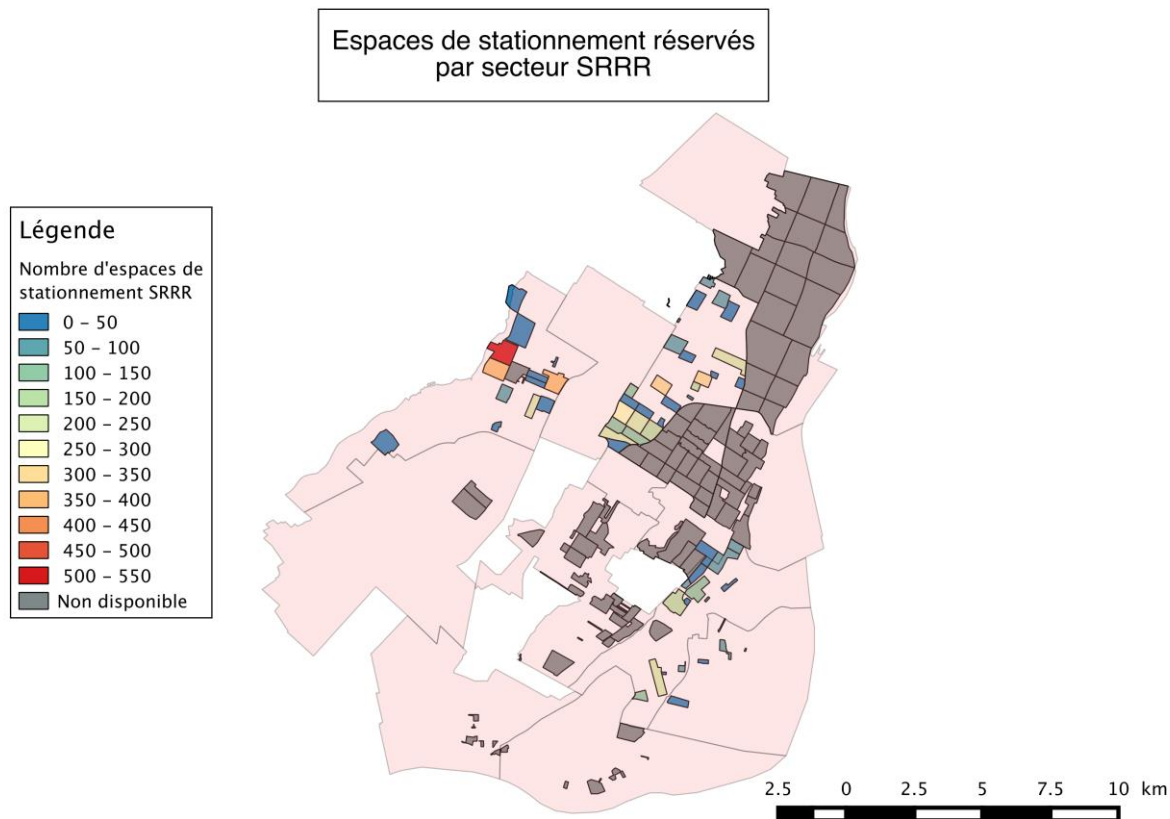 Espaces de stationnement réservés
par secteur SRRR
Légende
Nombre d'espaces de
stationnement SRRR
0 – 50
50 – 100
100 – 150
150 – 200
200 – 250
250 – 300
300 – 350
350 – 400
400 – 450
450 – 500
500 – 550
Non disponible
2.5 0 2.5 5 7.5 10 km